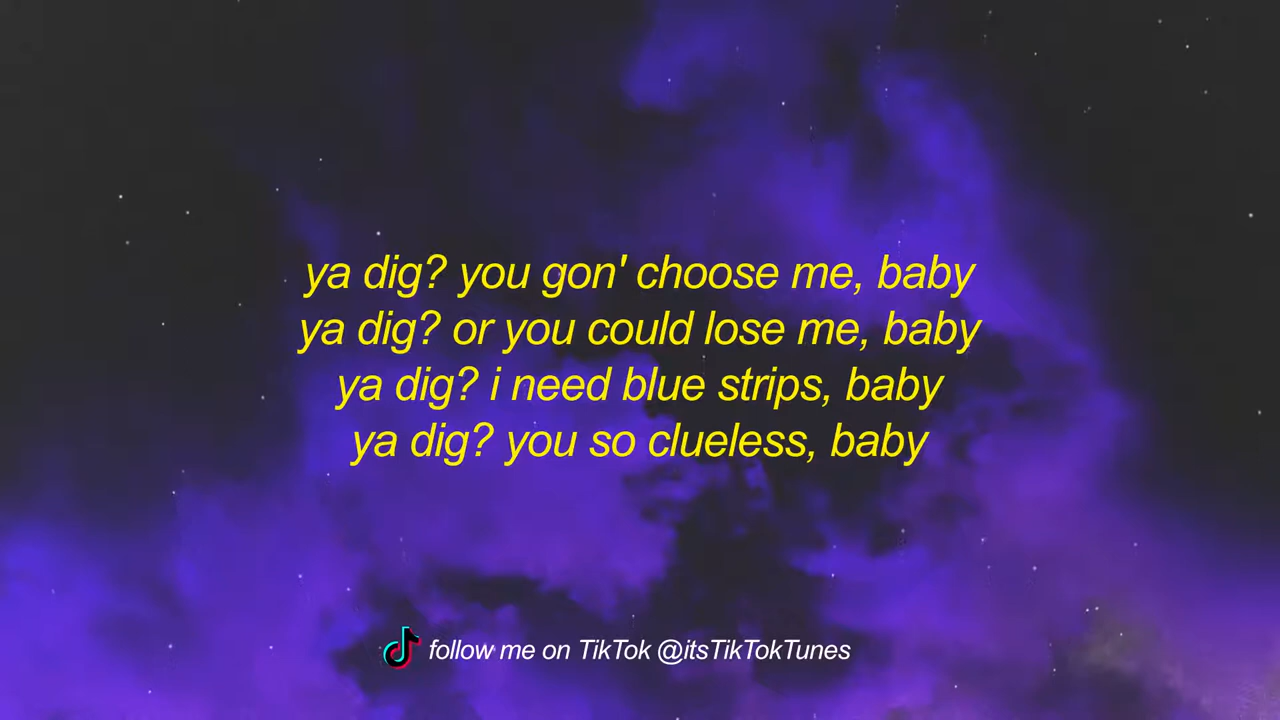 ya dig? you gon' choose me, baby
ya dig? or you could lose me, baby
ya dig? i need blue strips, baby
ya dig? you so clueless, baby
follow me on TikTok @itsTikTokTunes